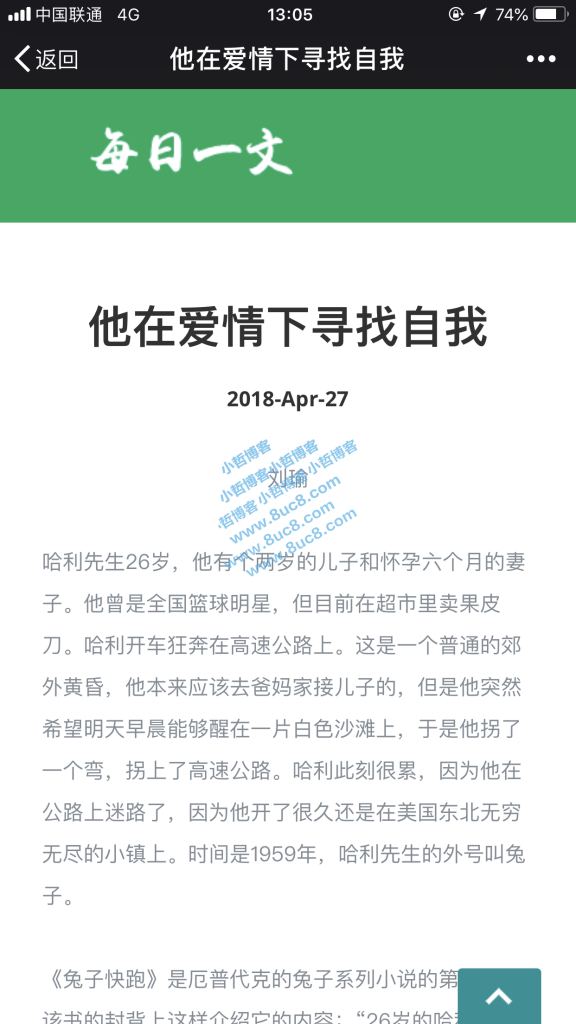 中国联通 4G 13:05 74%
返回 他在爱情下寻找自我
每日一文
他在爱情下寻找自我
2018-Apr-27
小哲博客
小哲博客小哲博客
哲博客 小哲博客 小哲博客
www.8uc8.com
www.8uc8.com
www.8uc8.com
刘瑜
哈利先生26岁，他有个两岁的儿子和怀孕六个月的妻
子。他曾是全国篮球明星，但目前在超市里卖果皮
刀。哈利开车狂奔在高速公路上。这是一个普通的郊
外黄昏，他本来应该去爸妈家接儿子的，但是他突然
希望明天早晨能够醒在一片白色沙滩上，于是他拐了
一个弯，拐上了高速公路。哈利此刻很累，因为他在
公路上迷路了，因为他开了很久还是在美国东北无穷
无尽的小镇上。时间是1959年，哈利先生的外号叫兔
子。
《兔子快跑》是厄普代克的兔子系列小说的第
该书的封背上这样介绍它的内容：“26岁的哈